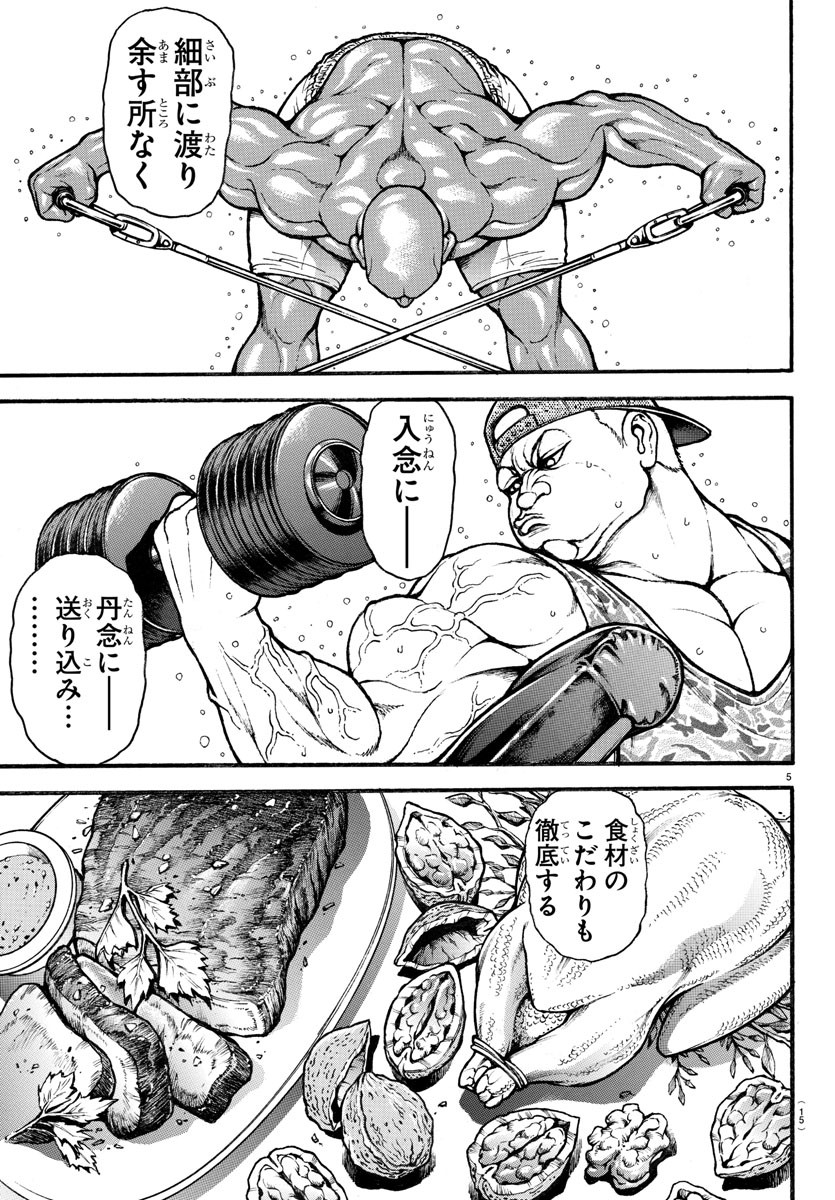 細部に渡り
余す所なく
入念に――
丹念に――
送り込み…
………
食材の
こだわりも
徹底する
5
(15)